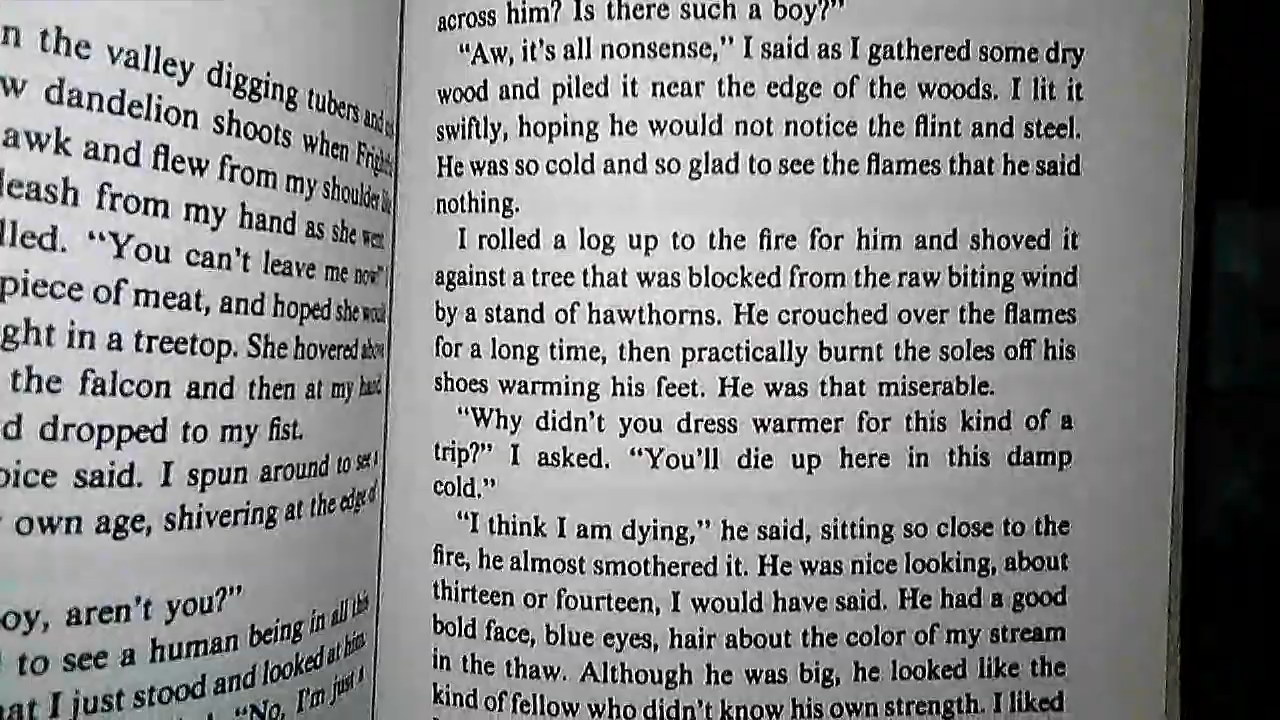 n the valley digging tubers and
w dandelion shoots when
awk and flew from my shoulder
leash from my hand as she went
lled. “You can't leave me now”
piece of meat, and hoped she
ght in a treetop. She hovered
the falcon and then at my hand
d dropped to my fist.
oice said. I spun around to see
own age, shivering at the edge of
oy, aren't you?”
to see a human being in all this
at I just stood and looked at him
“No, I'm just
across him? Is there such a boy?”
“Aw, it's all nonsense,” I said as I gathered some dry
wood and piled it near the edge of the woods. I lit it
swiftly, hoping he would not notice the flint and steel.
He was so cold and so glad to see the flames that he said
nothing.
I rolled a log up to the fire for him and shoved it
against a tree that was blocked from the raw biting wind
by a stand of hawthorns. He crouched over the flames
for a long time, then practically burnt the soles off his
shoes warming his feet. He was that miserable.
“Why didn't you dress warmer for this kind of a
trip?” I asked. “You'll die up here in this damp
cold.”
“I think I am dying,” he said, sitting so close to the
fire, he almost smothered it. He was nice looking, about
thirteen or fourteen, I would have said. He had a good
bold face, blue eyes, hair about the color of my stream
in the thaw. Although he was big, he looked like the
kind of fellow who didn't know his own strength. I liked